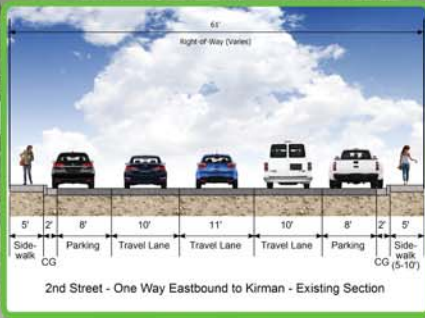 61'
Right-of-Way (Varies)
5' 2' 8' 10' 11' 10' 8' 2' 5'
Side-walk CG Parking Travel Lane Travel Lane Travel Lane Parking CG Side-walk (5-10')
2nd Street - One Way Eastbound to Kirman - Existing Section